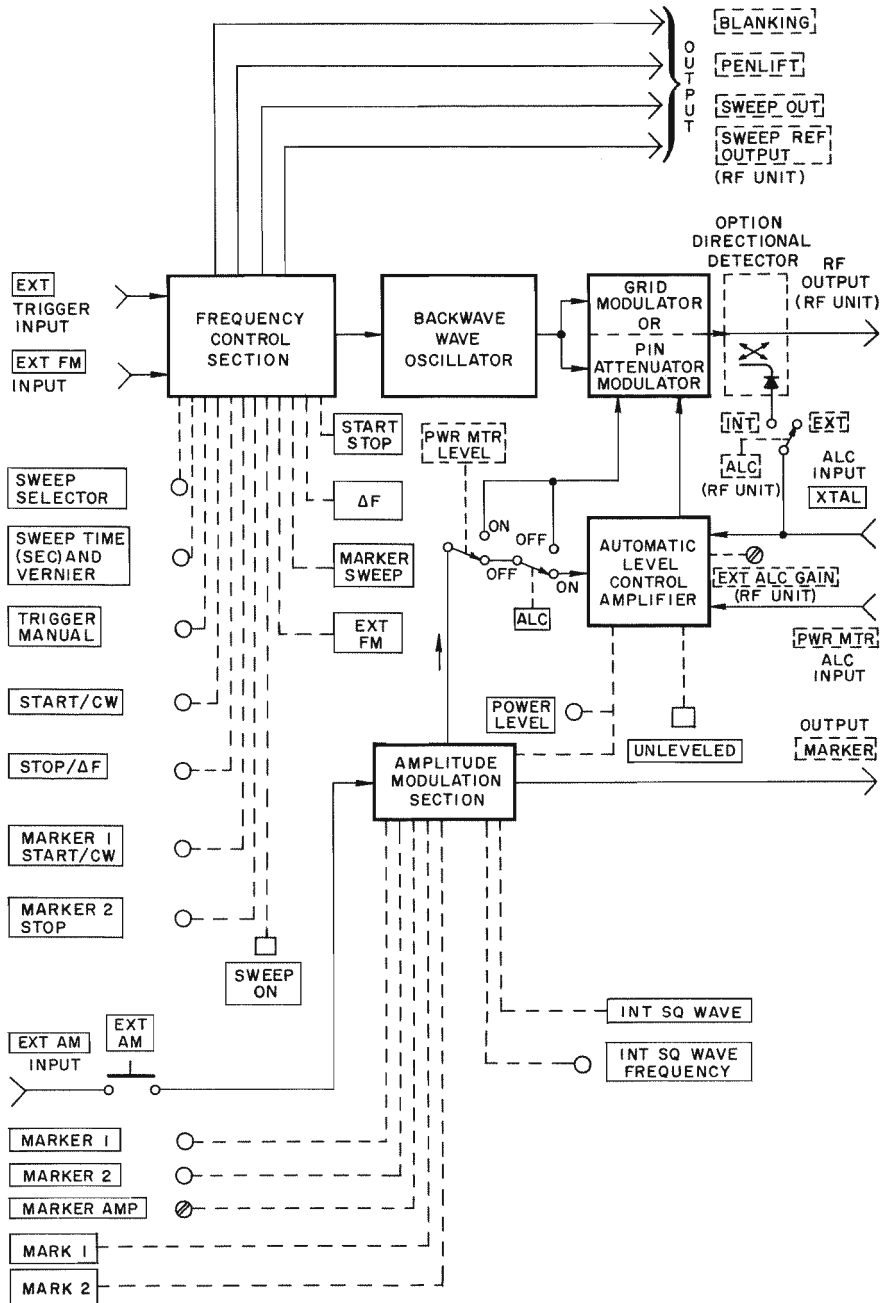 BLANKING
PENLIFT
SWEEP OUT
SWEEP REF
OUTPUT
(RF UNIT)
OUTPUT
OPTION
DIRECTIONAL
DETECTOR
RF
OUTPUT
(RF UNIT)
EXT
TRIGGER
INPUT
EXT FM
INPUT
FREQUENCY
CONTROL
SECTION
BACKWAVE
WAVE
OSCILLATOR
GRID
MODULATOR
OR
PIN
ATTENUATOR
MODULATOR
INT
EXT
ALC
(RF UNIT)
ALC
INPUT
XTAL
START
STOP
PWR MTR
LEVEL
SWEEP
SELECTOR
ΔF
ON
OFF
OFF
ON
ALC
SWEEP TIME
(SEC) AND
VERNIER
MARKER
SWEEP
AUTOMATIC
LEVEL
CONTROL
AMPLIFIER
EXT ALC GAIN
(RF UNIT)
TRIGGER
MANUAL
EXT
FM
PWR MTR
ALC
INPUT
START/CW
POWER
LEVEL
UNLEVELED
OUTPUT
MARKER
STOP/ΔF
AMPLITUDE
MODULATION
SECTION
MARKER 1
START/CW
MARKER 2
STOP
SWEEP
ON
INT SQ WAVE
EXT AM
INPUT
EXT
AM
INT SQ WAVE
FREQUENCY
MARKER 1
MARKER 2
MARKER AMP
MARK 1
MARK 2